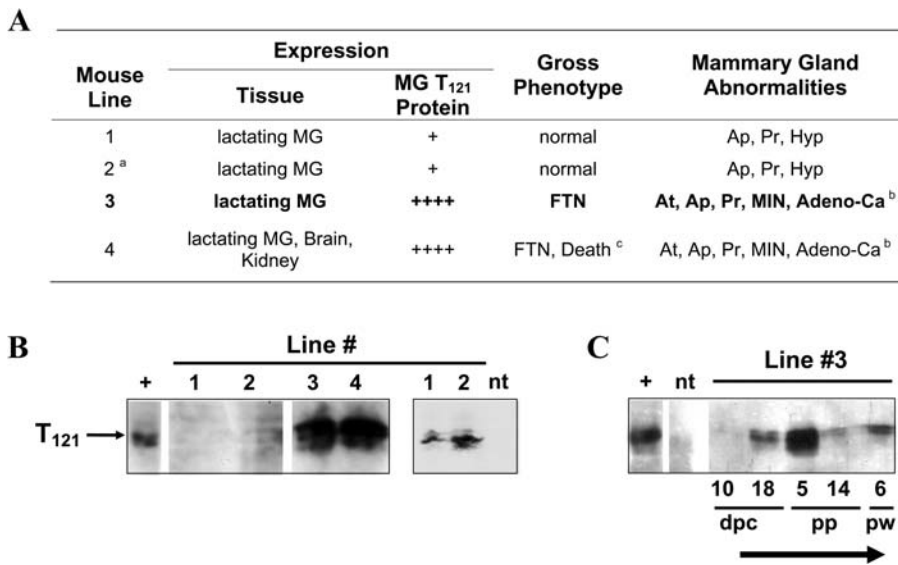 A
Mouse Line Expression Gross Phenotype Mammary Gland Abnormalities
Tissue MG T₁₂₁ Protein
1 lactating MG + normal Ap, Pr, Hyp
2 ᵃ lactating MG + normal Ap, Pr, Hyp
3 lactating MG ++++ FTN At, Ap, Pr, MIN, Adeno-Ca ᵇ
4 lactating MG, Brain, Kidney ++++ FTN, Death ᶜ At, Ap, Pr, MIN, Adeno-Ca ᵇ
B
Line #
+ 1 2 3 4 1 2 nt
T₁₂₁
C
Line #3
+ nt
10 18 5 14 6
dpc pp pw